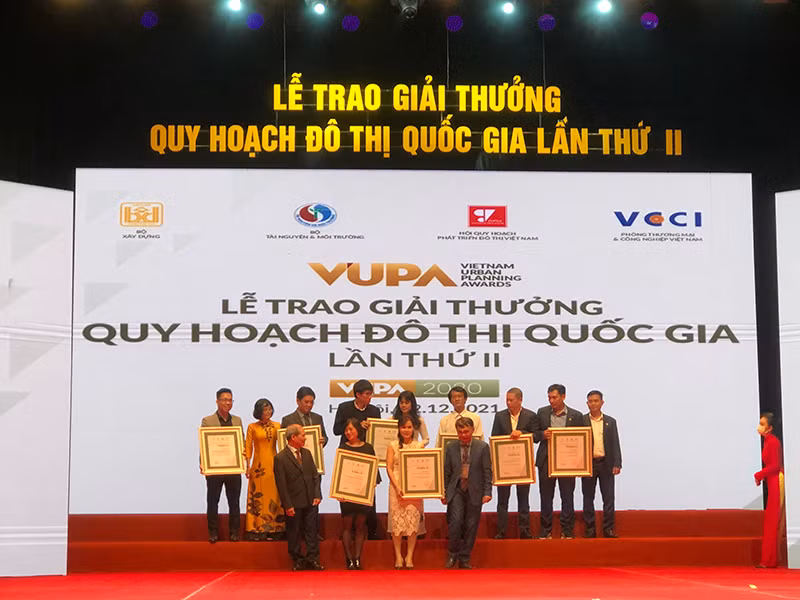 LỄ TRAO GIẢI THƯỞNG
QUY HOẠCH ĐÔ THỊ QUỐC GIA LẦN THỨ II
BỘ
XÂY DỰNG
BỘ
TÀI NGUYÊN & MÔI TRƯỜNG
HỘI QUY HOẠCH
PHÁT TRIỂN ĐÔ THỊ VIỆT NAM
VCCI
PHÒNG THƯƠNG MẠI
& CÔNG NGHIỆP VIỆT NAM
VUPA
VIETNAM
URBAN
PLANNING
AWARDS
LỄ TRAO GIẢI THƯỞNG
QUY HOẠCH ĐÔ THỊ QUỐC GIA
LẦN THỨ II
VUPA 2020
2.12.2021